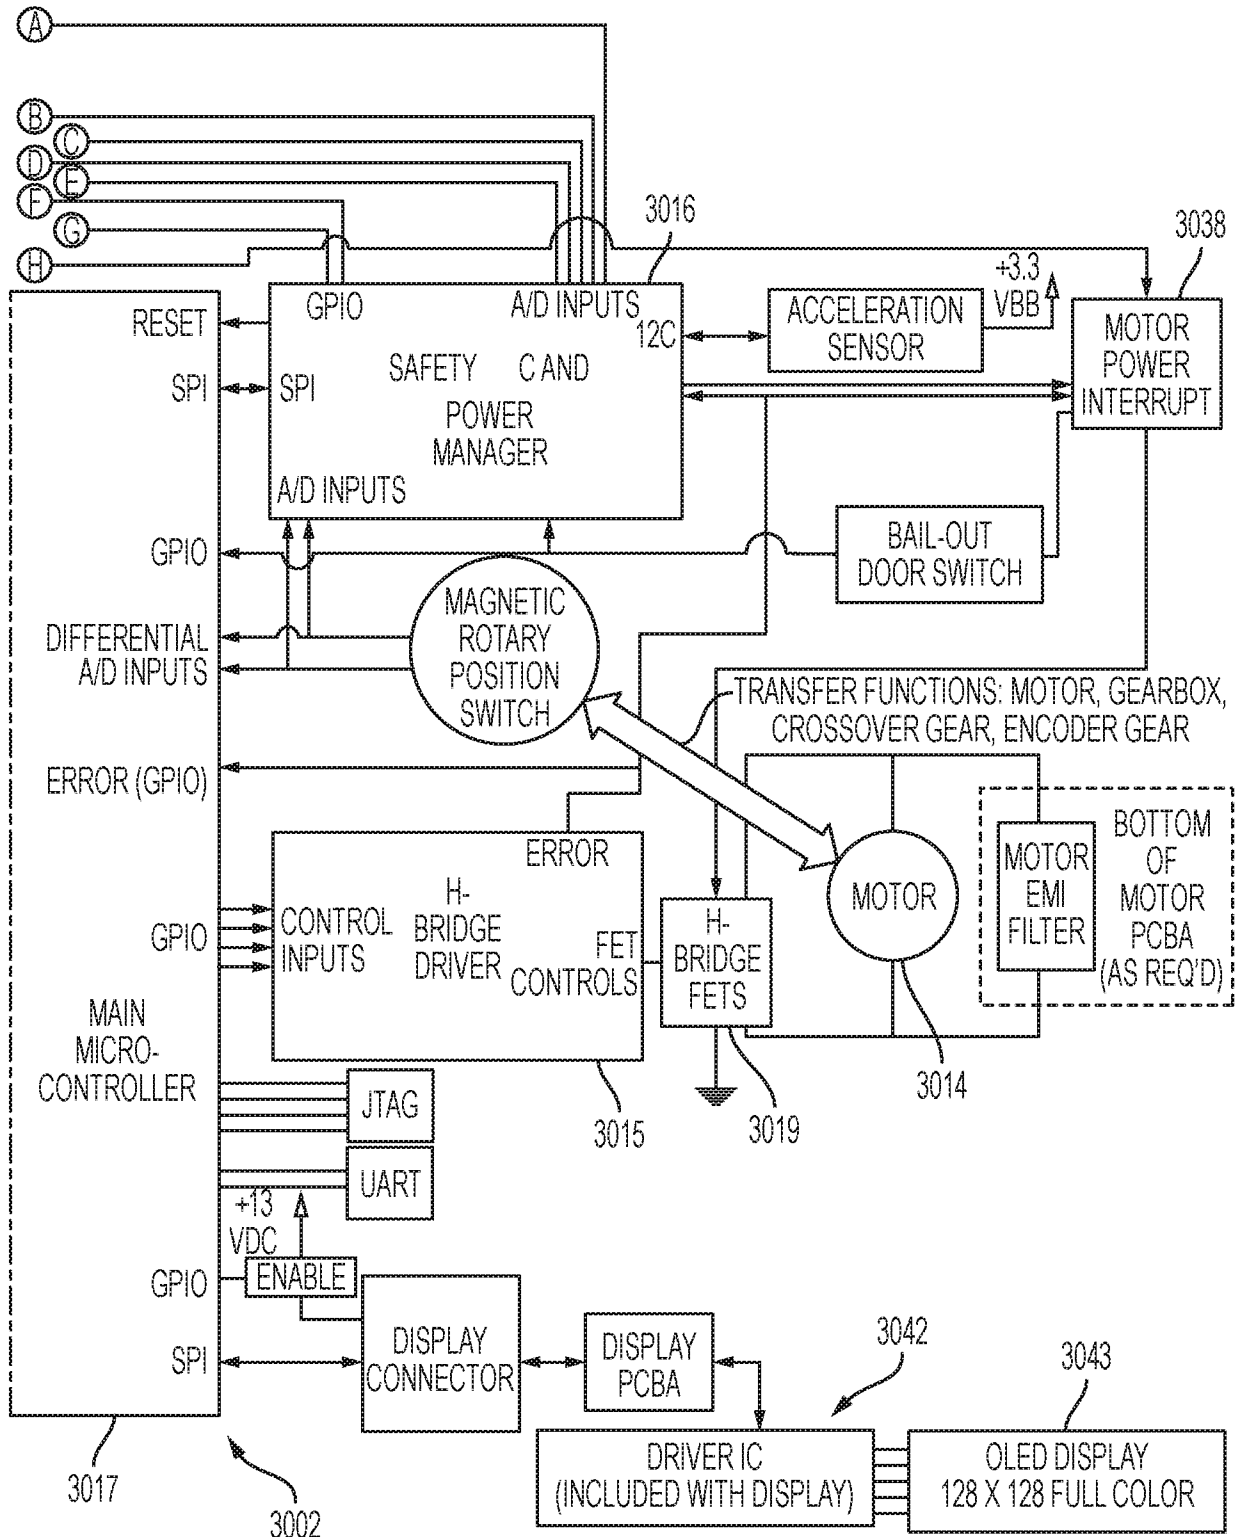 A
B
C
D
E
F
G
H
3016
3038
+3.3
VBB
RESET
GPIO
A/D INPUTS
12C
ACCELERATION
SENSOR
MOTOR
POWER
INTERRUPT
SPI
SPI
SAFETY C AND
POWER
MANAGER
A/D INPUTS
GPIO
BAIL-OUT
DOOR SWITCH
MAGNETIC
ROTARY
POSITION
SWITCH
DIFFERENTIAL
A/D INPUTS
TRANSFER FUNCTIONS: MOTOR, GEARBOX,
CROSSOVER GEAR, ENCODER GEAR
ERROR (GPIO)
ERROR
H-
BRIDGE
DRIVER
GPIO
CONTROL
INPUTS
FET
CONTROLS
H-
BRIDGE
FETS
MOTOR
MOTOR
EMI
FILTER
BOTTOM
OF
MOTOR
PCBA
(AS REQ'D)
MAIN
MICRO-
CONTROLLER
JTAG
3015
3019
3014
UART
+13
VDC
GPIO
ENABLE
SPI
DISPLAY
CONNECTOR
DISPLAY
PCBA
3042
3043
DRIVER IC
(INCLUDED WITH DISPLAY)
OLED DISPLAY
128 X 128 FULL COLOR
3017
3002